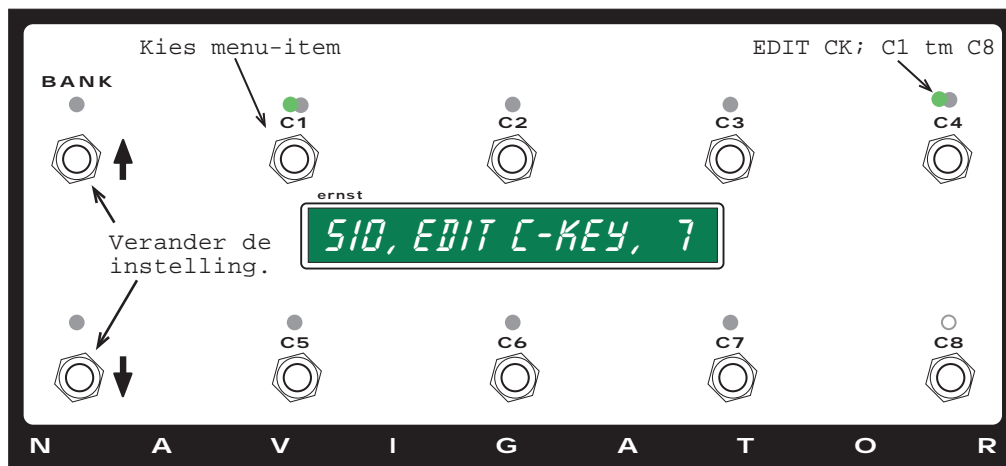 Kies menu-item
EDIT CK; C1 tm C8
BANK
C1
C2
C3
C4
ernst
SIO, EDIT C-KEY, 7
Verander de
instelling.
C5
C6
C7
C8
N A V I G A T O R